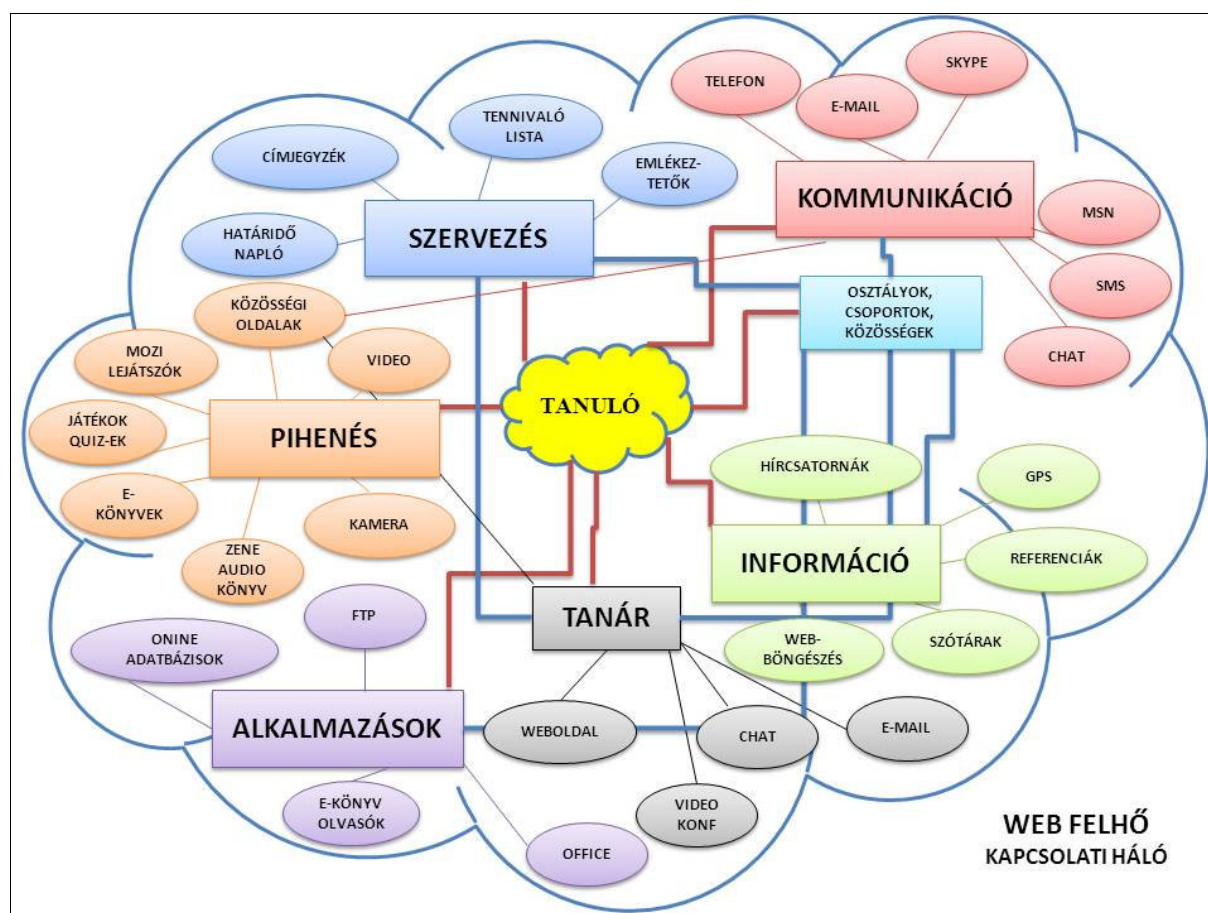 SKYPE
TELEFON
E-MAIL
TENNIVALÓ
LISTA
CÍMJEGYZÉK
EMLÉKEZ-
TETŐK
KOMMUNIKÁCIÓ
MSN
HATÁRIDŐ
NAPLÓ
SZERVEZÉS
SMS
OSZTÁLYOK,
CSOPORTOK,
KÖZÖSSÉGEK
KÖZÖSSÉGI
OLDALAK
CHAT
MOZI
LEJÁTSZÓK
VIDEO
TANULÓ
JÁTÉKOK
QUIZ-EK
PIHENÉS
HÍRCSATORNÁK
GPS
E-
KÖNYVEK
KAMERA
ZENE
AUDIO
KÖNYV
INFORMÁCIÓ
REFERENCIÁK
TANÁR
FTP
ONINE
ADATBÁZISOK
WEB-
BÖNGÉSZÉS
SZÓTÁRAK
ALKALMAZÁSOK
WEBOLDAL
CHAT
E-MAIL
E-KÖNYV
OLVASÓK
VIDEO
KONF
OFFICE
WEB FELHŐ
KAPCSOLATI HÁLÓ